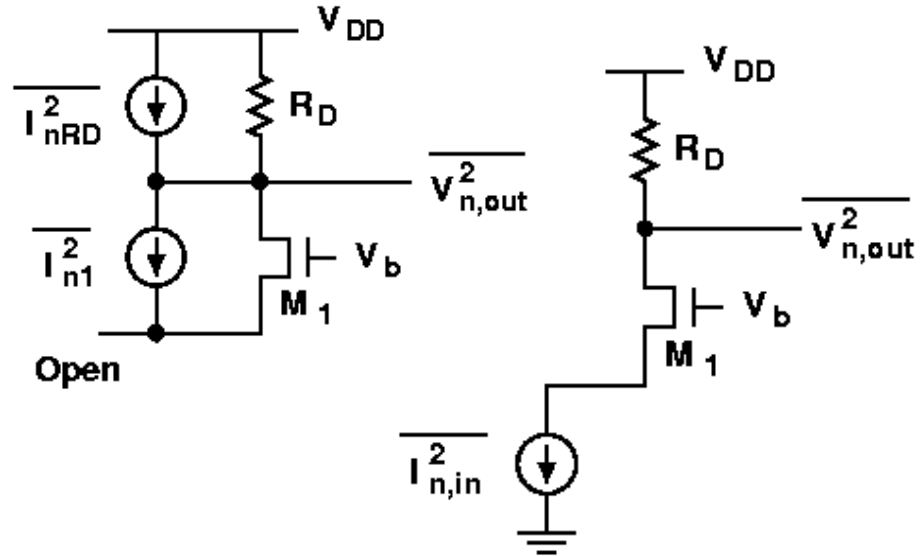 V_DD
I²_nRD
R_D
V²_n,out
I²_n1
V_b
M_1
Open
V_DD
R_D
V²_n,out
V_b
M_1
I²_n,in